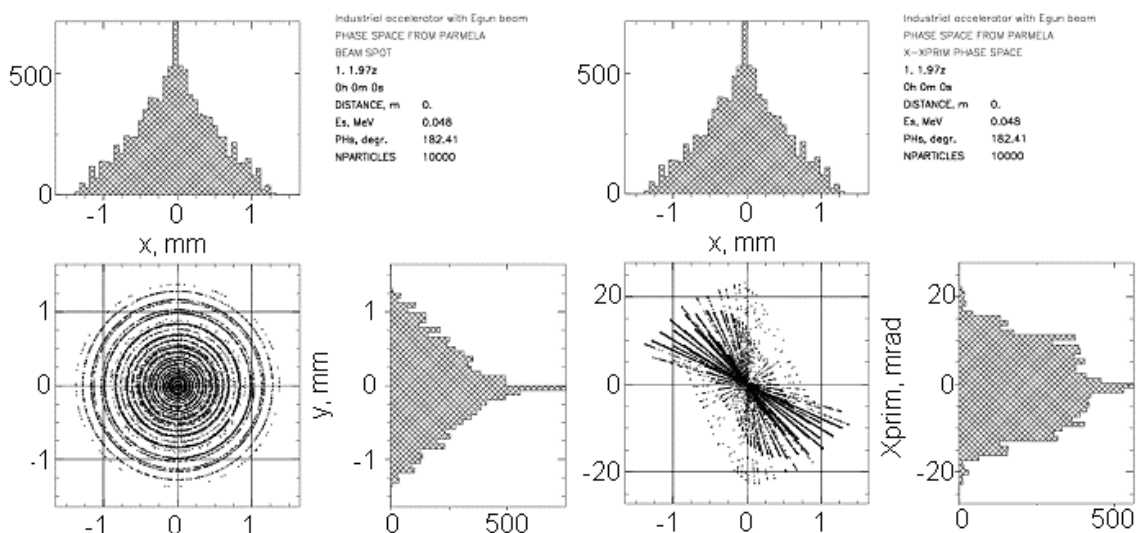 Industrial accelerator with Egun beam
PHASE SPACE FROM PARMELA
BEAM SPOT
1. 1.97z
0h 0m 0s
DISTANCE, m 0.
Es, MeV 0.048
PHs, degr. 182.41
NPARTICLES 10000
500
0
-1 0 1
x, mm
Industrial accelerator with Egun beam
PHASE SPACE FROM PARMELA
X-XPRIM PHASE SPACE
1. 1.97z
0h 0m 0s
DISTANCE, m 0.
Es, MeV 0.048
PHs, degr. 182.41
NPARTICLES 10000
500
0
-1 0 1
x, mm
1
0
-1
-1 0 1
y, mm
1
0
-1
0 500
20
0
-20
-1 0 1
Xprim, mrad
20
0
-20
0 500